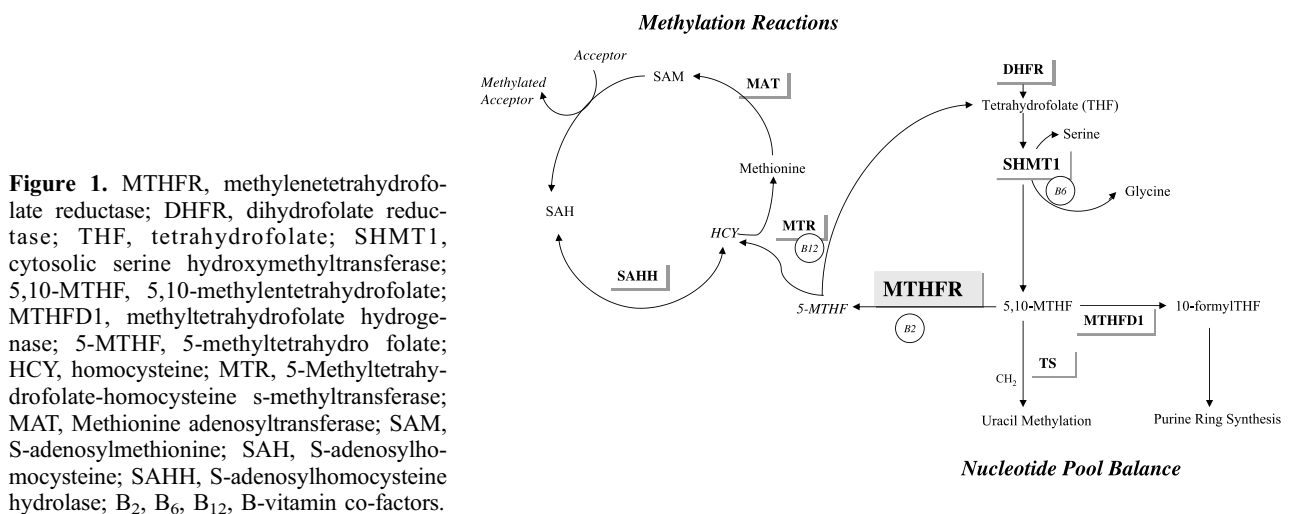 Figure 1. MTHFR, methylenetetrahydrofo-
late reductase; DHFR, dihydrofolate reduc-
tase; THF, tetrahydrofolate; SHMT1,
cytosolic serine hydroxymethyltransferase;
5,10-MTHF, 5,10-methylentetrahydrofolate;
MTHFD1, methyltetrahydrofolate hydroge-
nase; 5-MTHF, 5-methyltetrahydro folate;
HCY, homocysteine; MTR, 5-Methyltetrahy-
drofolate-homocysteine s-methyltransferase;
MAT, Methionine adenosyltransferase; SAM,
S-adenosylmethionine; SAH, S-adenosylho-
mocysteine; SAHH, S-adenosylhomocysteine
hydrolase; B2, B6, B12, B-vitamin co-factors.
Methylation Reactions
Acceptor
Methylated
Acceptor
SAM
MAT
Methionine
SAH
HCY
SAHH
MTR
B12
5-MTHF
MTHFR
B2
DHFR
Tetrahydrofolate (THF)
Serine
SHMT1
B6
Glycine
5,10-MTHF
MTHFD1
10-formylTHF
TS
CH2
Uracil Methylation
Purine Ring Synthesis
Nucleotide Pool Balance